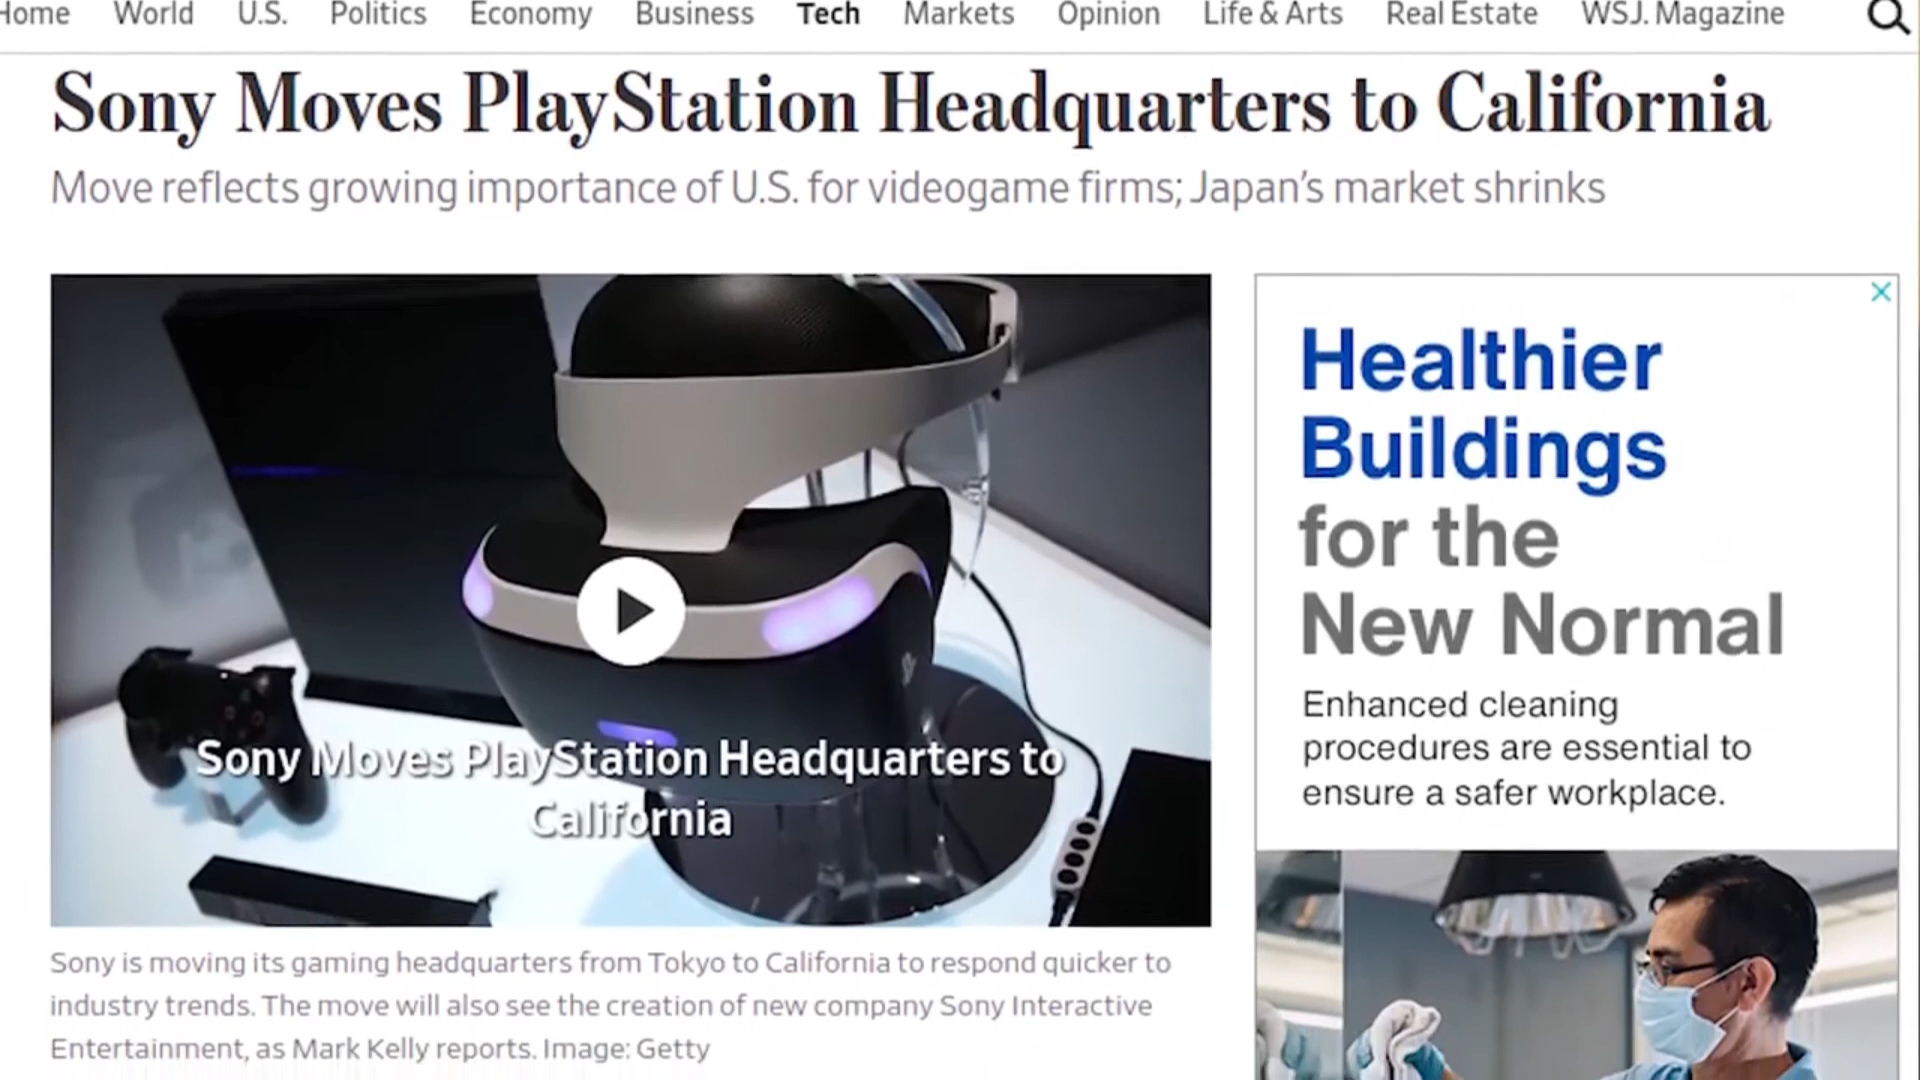 Home World U.S. Politics Economy Business Tech Markets Opinion Life & Arts Real Estate WSJ. Magazine
Sony Moves PlayStation Headquarters to California
Move reflects growing importance of U.S. for videogame firms; Japan's market shrinks
Sony Moves PlayStation Headquarters to
California
Sony is moving its gaming headquarters from Tokyo to California to respond quicker to
industry trends. The move will also see the creation of new company Sony Interactive
Entertainment, as Mark Kelly reports. Image: Getty
Healthier
Buildings
for the
New Normal
Enhanced cleaning
procedures are essential to
ensure a safer workplace.